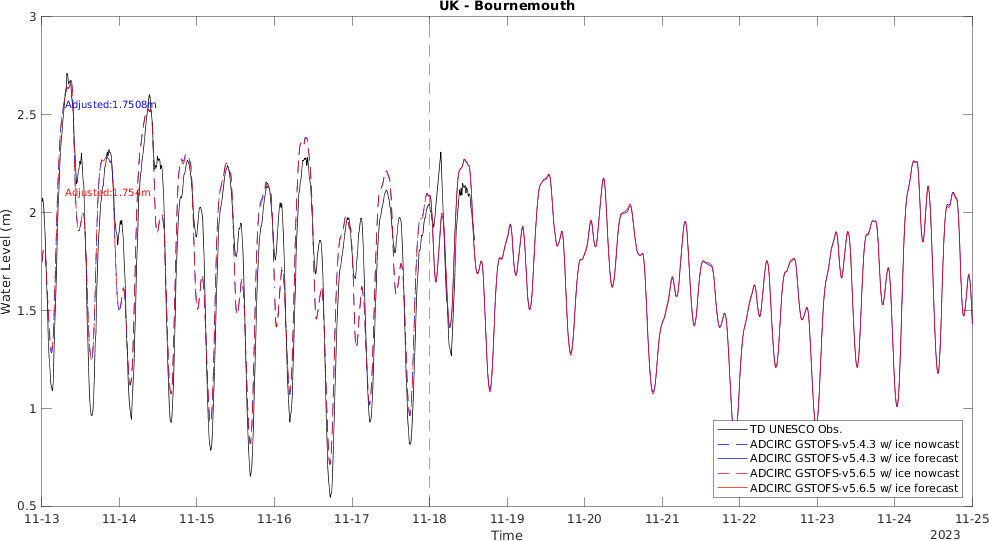 UK - Bournemouth
3
2.5
2
1.5
1
0.5
Water Level (m)
Adjusted:1.7508m
Adjusted:1.754m
TD UNESCO Obs.
ADCIRC GSTOFS-v5.4.3 w/ ice nowcast
ADCIRC GSTOFS-v5.4.3 w/ ice forecast
ADCIRC GSTOFS-v5.6.5 w/ ice nowcast
ADCIRC GSTOFS-v5.6.5 w/ ice forecast
11-13 11-14 11-15 11-16 11-17 11-18 11-19 11-20 11-21 11-22 11-23 11-24 11-25
Time
2023